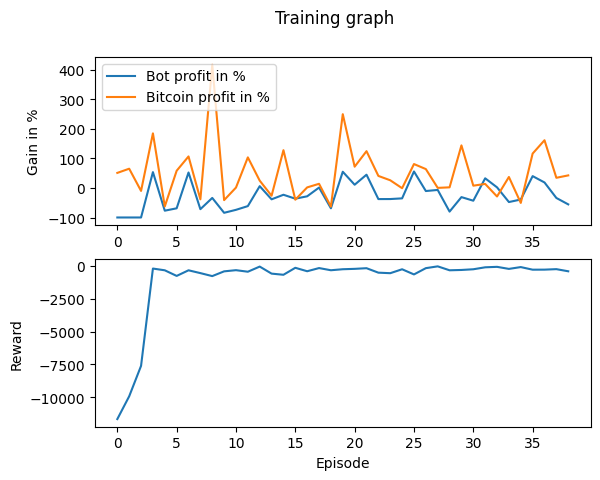 Training graph
Gain in %
400
300
200
100
0
−100
Bot profit in %
Bitcoin profit in %
0 5 10 15 20 25 30 35
Reward
0
−2500
−5000
−7500
−10000
0 5 10 15 20 25 30 35
Episode